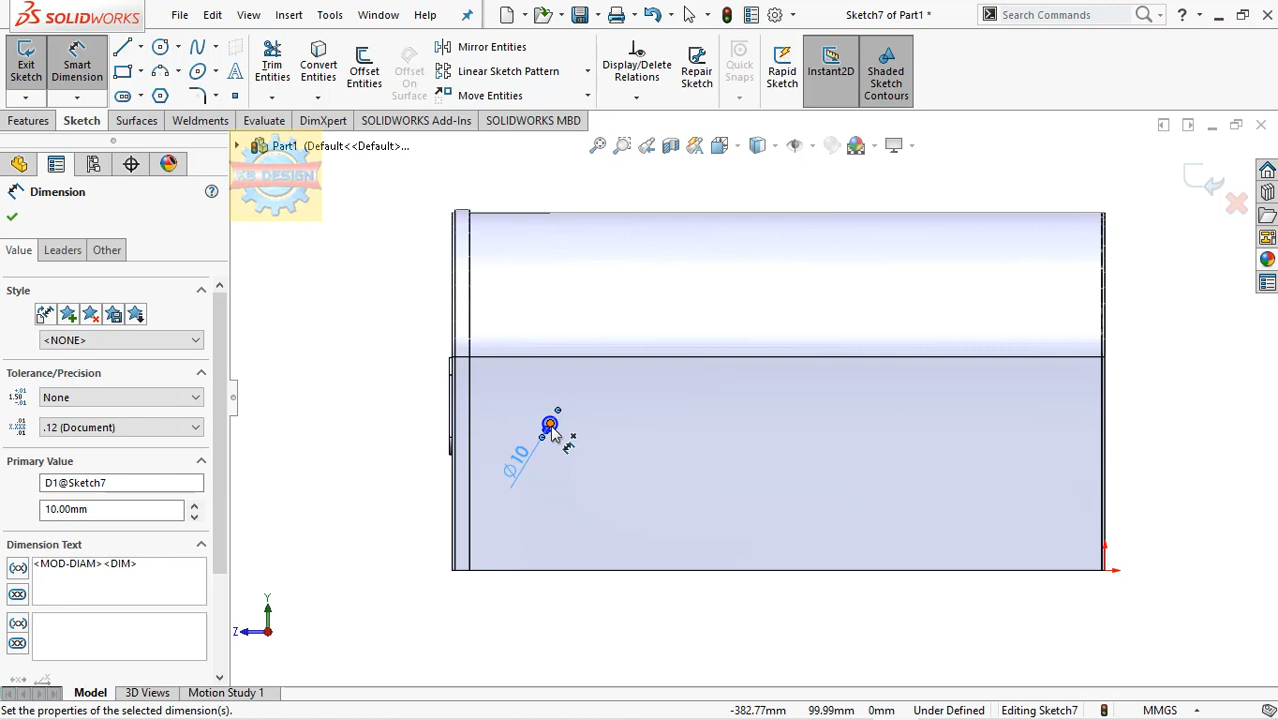 SOLIDWORKS
File
Edit
View
Insert
Tools
Simulation
Window
Help
Sketch7 of Part1 *
Search Commands
?
Exit Sketch
Smart Dimension
Trim Entities
Convert Entities
Offset Entities
Offset On Surface
Mirror Entities
Linear Sketch Pattern
Move Entities
Display/Delete Relations
Repair Sketch
Quick Snaps
Rapid Sketch
Instant2D
Shaded Sketch Contours
Features
Sketch
Surfaces
Weldments
Evaluate
DimXpert
SOLIDWORKS Add-Ins
SOLIDWORKS MBD
Part1 (Default<<Default>...
Dimension
Value
Leaders
Other
Style
<NONE>
Tolerance/Precision
None
.12 (Document)
Primary Value
D1@Sketch7
10.00mm
Dimension Text
<MOD-DIAM><DIM>
Ø10
Y
Z
Model
3D Views
Motion Study 1
Set the properties of the selected dimension(s).
-382.77mm
99.99mm
0mm
Under Defined
Editing Sketch7
MMGS